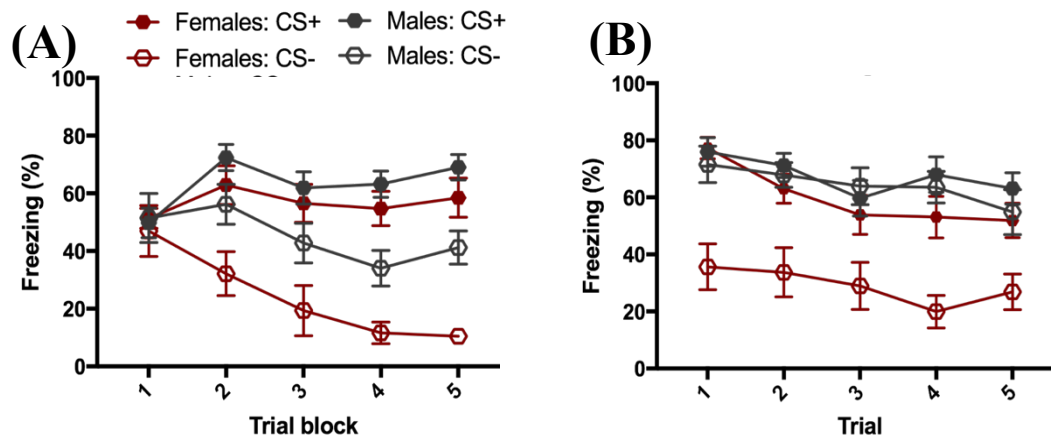 (A)
Females: CS+
Males: CS+
Females: CS-
Males: CS-
Freezing (%)
100
80
60
40
20
0
1
2
3
4
5
Trial block
(B)
Freezing (%)
100
80
60
40
20
0
1
2
3
4
5
Trial